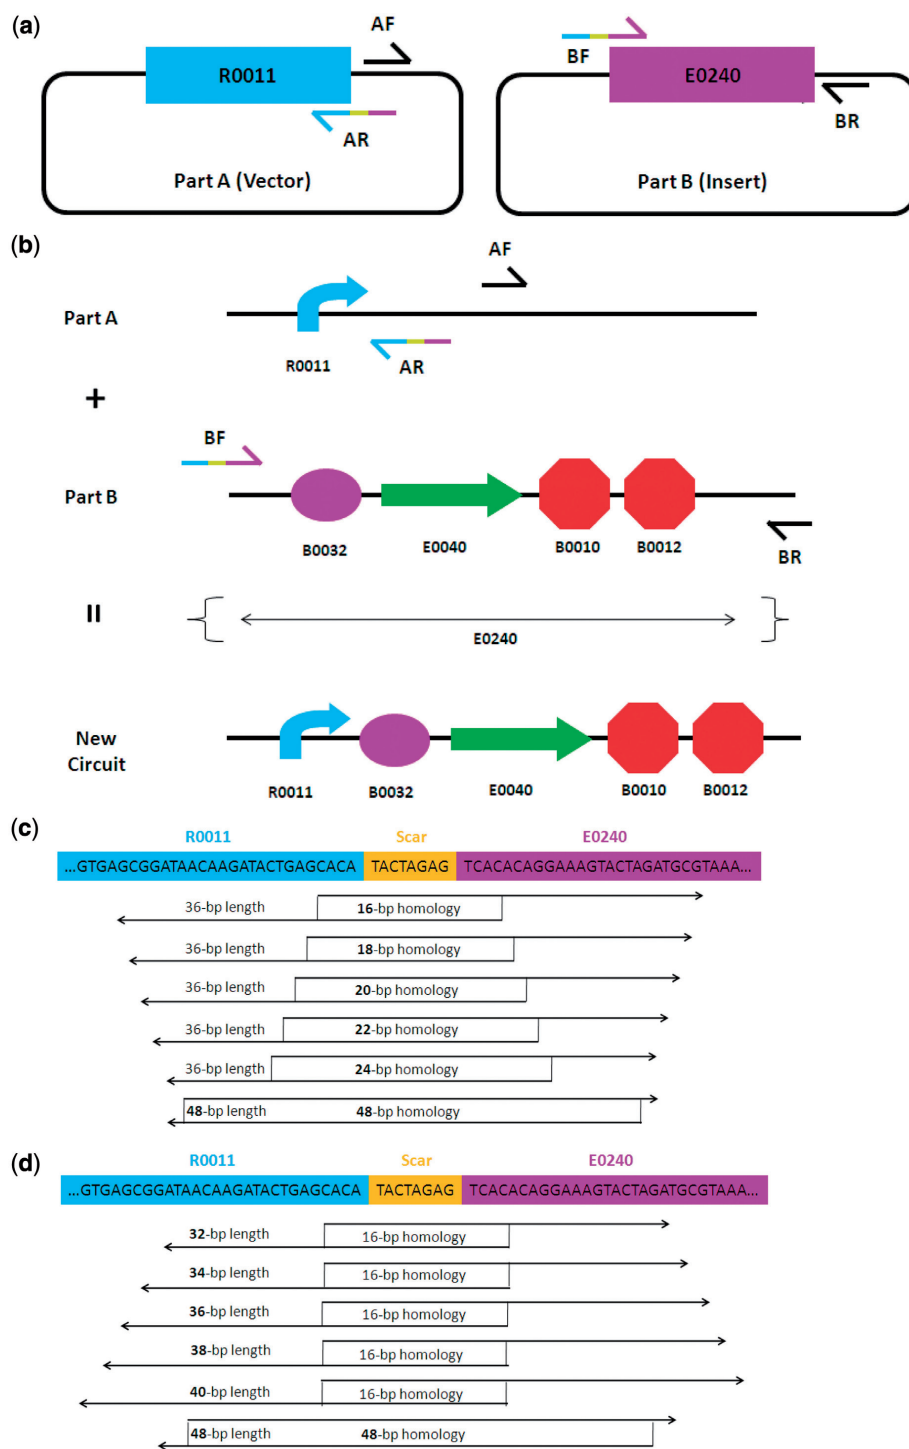 (a)
AF
BF
R0011
E0240
AR
BR
Part A (Vector)
Part B (Insert)
(b)
AF
Part A
R0011
AR
+
BF
Part B
B0032
E0040
B0010
B0012
BR
=
E0240
New
Circuit
R0011
B0032
E0040
B0010
B0012
(c)
R0011 Scar E0240
...GTGAGCGGATAACAAGATACTGAGCACA TACTAGAG TCACACAGGAAAGTACTAGATGCGTAAA...
36-bp length 16-bp homology
36-bp length 18-bp homology
36-bp length 20-bp homology
36-bp length 22-bp homology
36-bp length 24-bp homology
48-bp length 48-bp homology
(d)
R0011 Scar E0240
...GTGAGCGGATAACAAGATACTGAGCACA TACTAGAG TCACACAGGAAAGTACTAGATGCGTAAA...
32-bp length 16-bp homology
34-bp length 16-bp homology
36-bp length 16-bp homology
38-bp length 16-bp homology
40-bp length 16-bp homology
48-bp length 48-bp homology